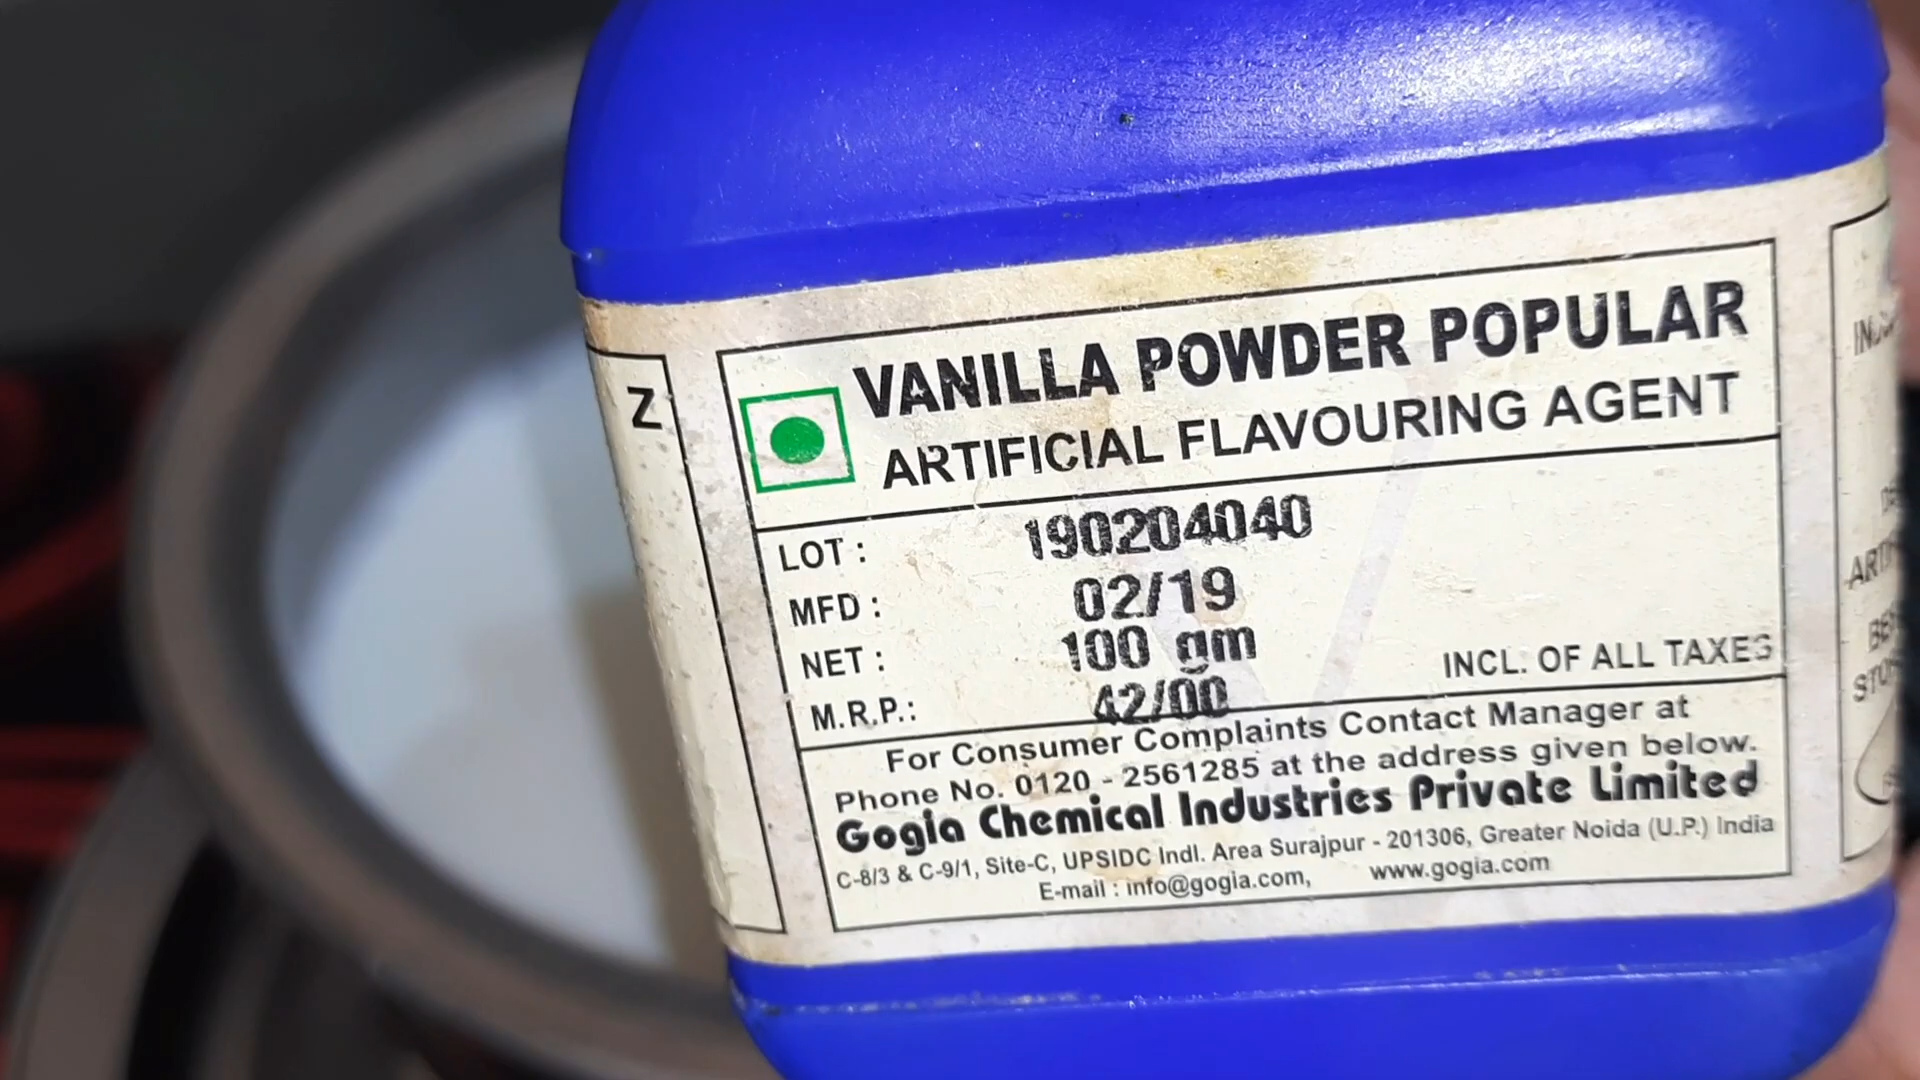 Z
VANILLA POWDER POPULAR
ARTIFICIAL FLAVOURING AGENT
LOT : 190204040
MFD : 02/19
NET : 100 gm
M.R.P.: 42/00 INCL. OF ALL TAXES
For Consumer Complaints Contact Manager at
Phone No. 0120 - 2561285 at the address given below.
Gogia Chemical Industries Private Limited
C-8/3 & C-9/1, Site-C, UPSIDC Indl. Area Surajpur - 201306, Greater Noida (U.P.) India
E-mail : info@gogia.com, www.gogia.com